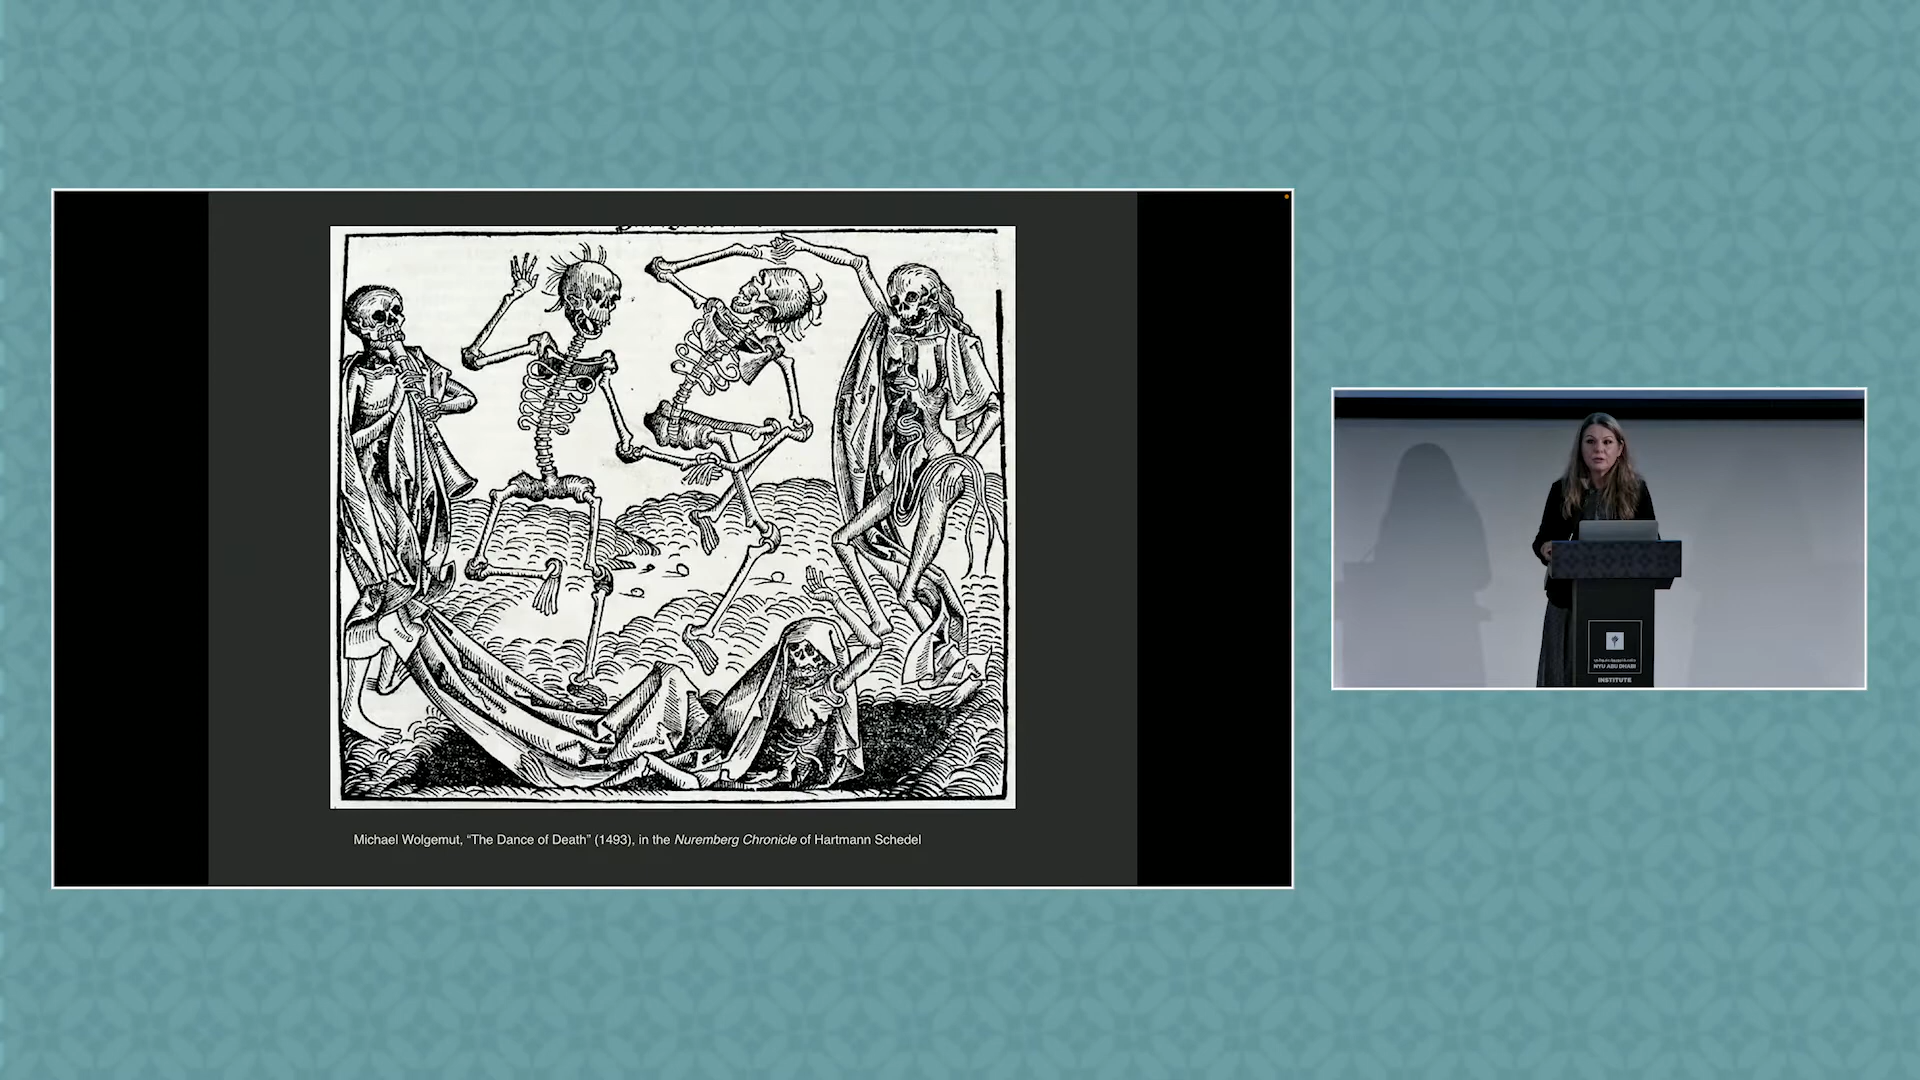 Michael Wolgemut, “The Dance of Death” (1493), in the Nuremberg Chronicle of Hartmann Schedel
NYU ABU DHABI
INSTITUTE